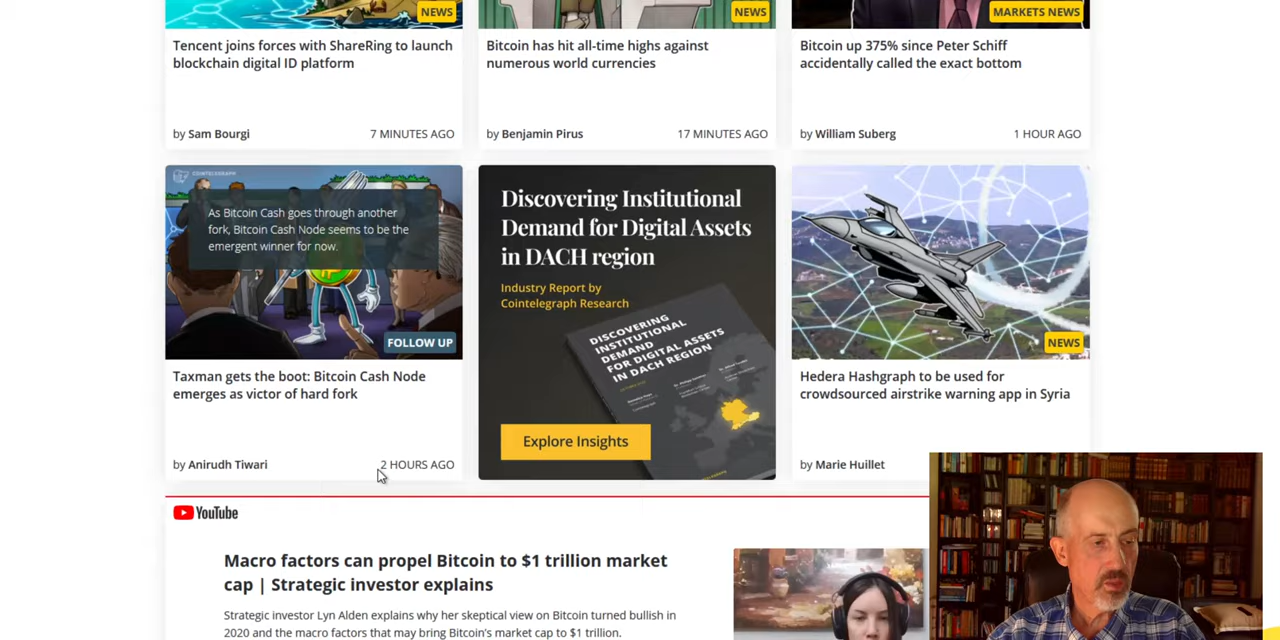 NEWS
NEWS
MARKETS NEWS
Tencent joins forces with ShareRing to launch
blockchain digital ID platform
by Sam Bourgi
7 MINUTES AGO
Bitcoin has hit all-time highs against
numerous world currencies
by Benjamin Pirus
17 MINUTES AGO
Bitcoin up 375% since Peter Schiff
accidentally called the exact bottom
by William Suberg
1 HOUR AGO
COINTELEGRAPH
As Bitcoin Cash goes through another
fork, Bitcoin Cash Node seems to be the
emergent winner for now.
FOLLOW UP
Taxman gets the boot: Bitcoin Cash Node
emerges as victor of hard fork
by Anirudh Tiwari
2 HOURS AGO
Discovering Institutional
Demand for Digital Assets
in DACH region
Industry Report by
Cointelegraph Research
DISCOVERING
INSTITUTIONAL
DEMAND
FOR DIGITAL ASSETS
IN DACH REGION
Explore Insights
NEWS
Hedera Hashgraph to be used for
crowdsourced airstrike warning app in Syria
by Marie Huillet
YouTube
Macro factors can propel Bitcoin to $1 trillion market
cap | Strategic investor explains
Strategic investor Lyn Alden explains why her skeptical view on Bitcoin turned bullish in
2020 and the macro factors that may bring Bitcoin's market cap to $1 trillion.